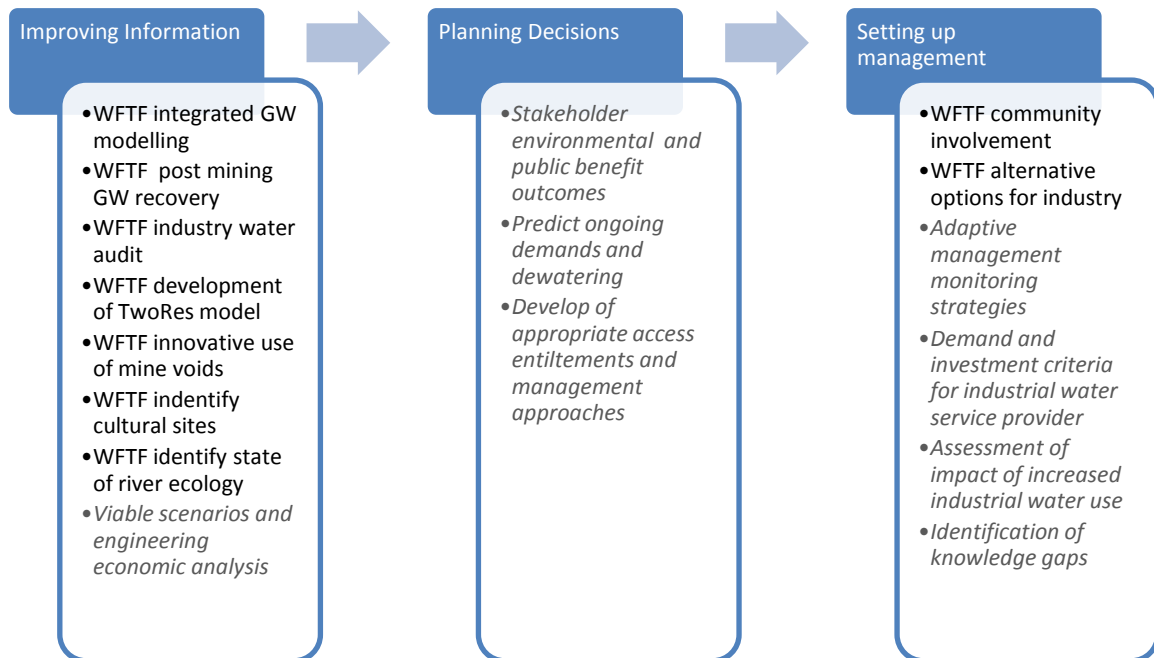 Improving Information
•WFTF integrated GW
modelling
•WFTF post mining
GW recovery
•WFTF industry water
audit
•WFTF development
of TwoRes model
•WFTF innovative use
of mine voids
•WFTF indentify
cultural sites
•WFTF identify state
of river ecology
•Viable scenarios and
engineering
economic analysis
Planning Decisions
•Stakeholder
environmental and
public benefit
outcomes
•Predict ongoing
demands and
dewatering
•Develop of
appropriate access
entiltements and
management
approaches
Setting up
management
•WFTF community
involvement
•WFTF alternative
options for industry
•Adaptive
management
monitoring
strategies
•Demand and
investment criteria
for industrial water
service provider
•Assessment of
impact of increased
industrial water use
•Identification of
knowledge gaps